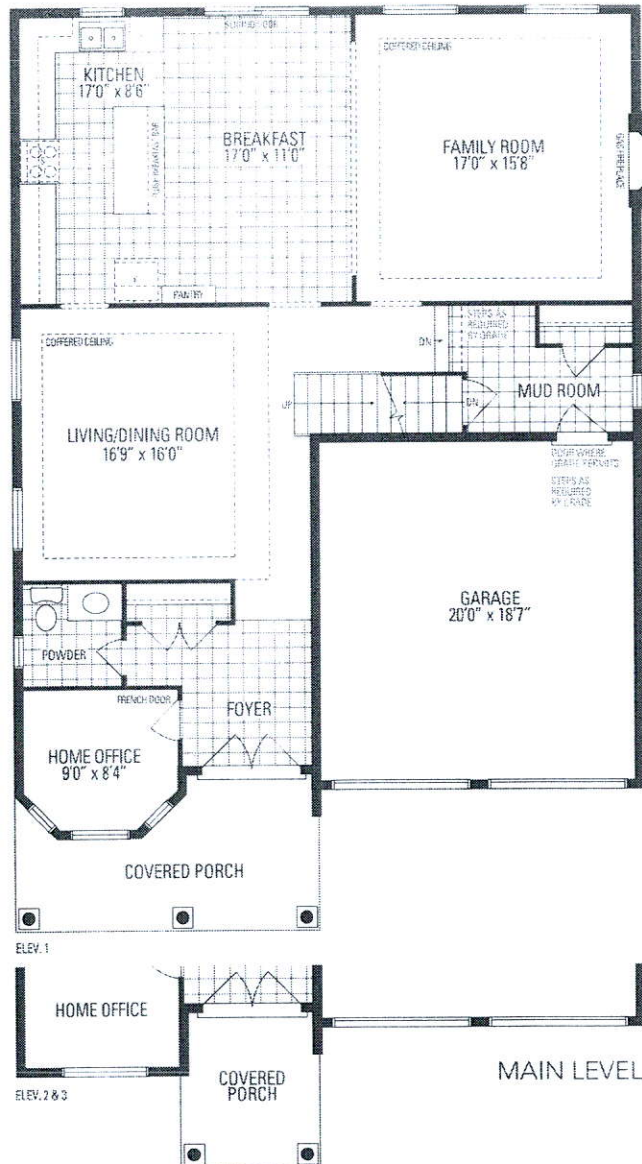 SLIDING DOOR
COFFERED CEILING
KITCHEN
17'0" x 8'6"
BREAKFAST
17'0" x 11'0"
FAMILY ROOM
17'0" x 15'8"
GAS FIREPLACE
PANTRY
COFFERED CEILING
STEPS AS
REQUIRED
BY GRADE
DN
UP
DN
MUD ROOM
LIVING/DINING ROOM
16'9" x 16'0"
DOOR WHERE
GRADE PERMITS
STEPS AS
REQUIRED
BY GRADE
GARAGE
20'0" x 18'7"
POWDER
FRENCH DOOR
FOYER
HOME OFFICE
9'0" x 8'4"
COVERED PORCH
ELEV. 1
HOME OFFICE
COVERED
PORCH
ELEV. 2 & 3
MAIN LEVEL